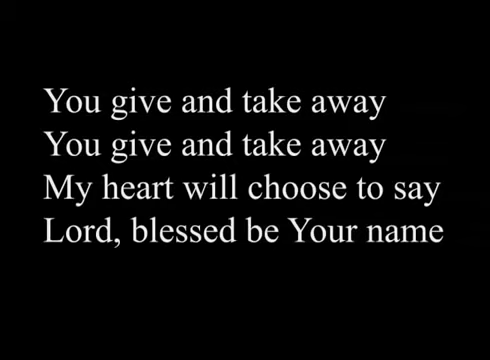 You give and take away
You give and take away
My heart will choose to say
Lord, blessed be Your name